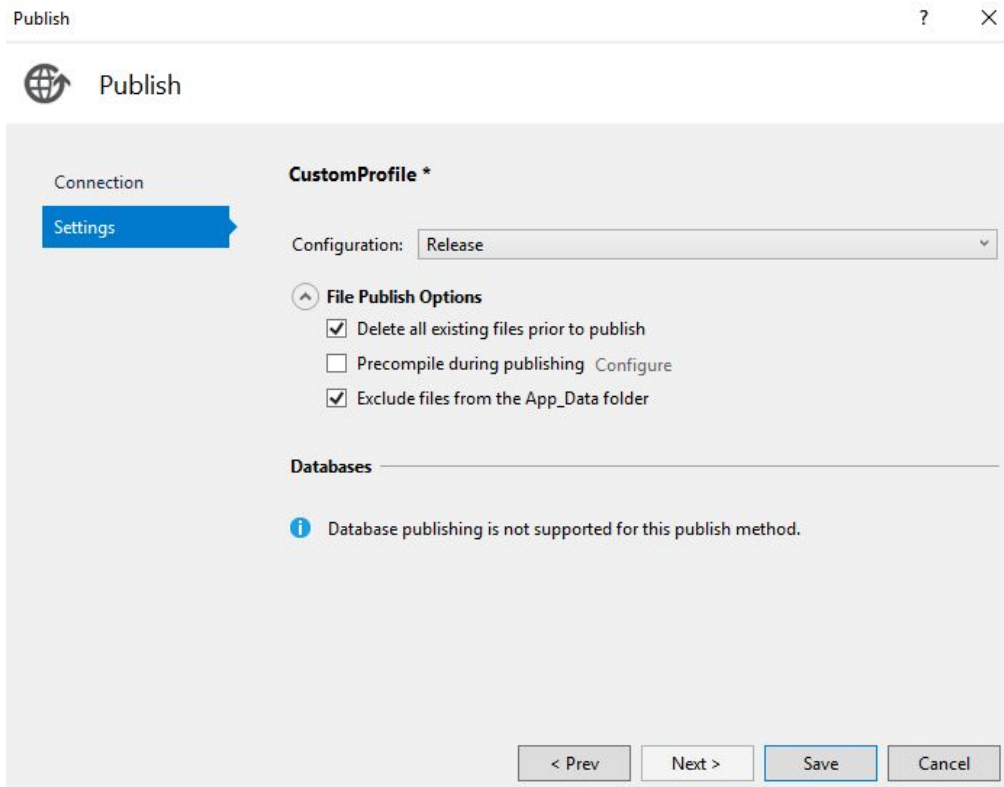 Publish
?
Publish
Connection
Settings
CustomProfile *
Configuration: Release
File Publish Options
Delete all existing files prior to publish
Precompile during publishing Configure
Exclude files from the App_Data folder
Databases
Database publishing is not supported for this publish method.
< Prev Next > Save Cancel